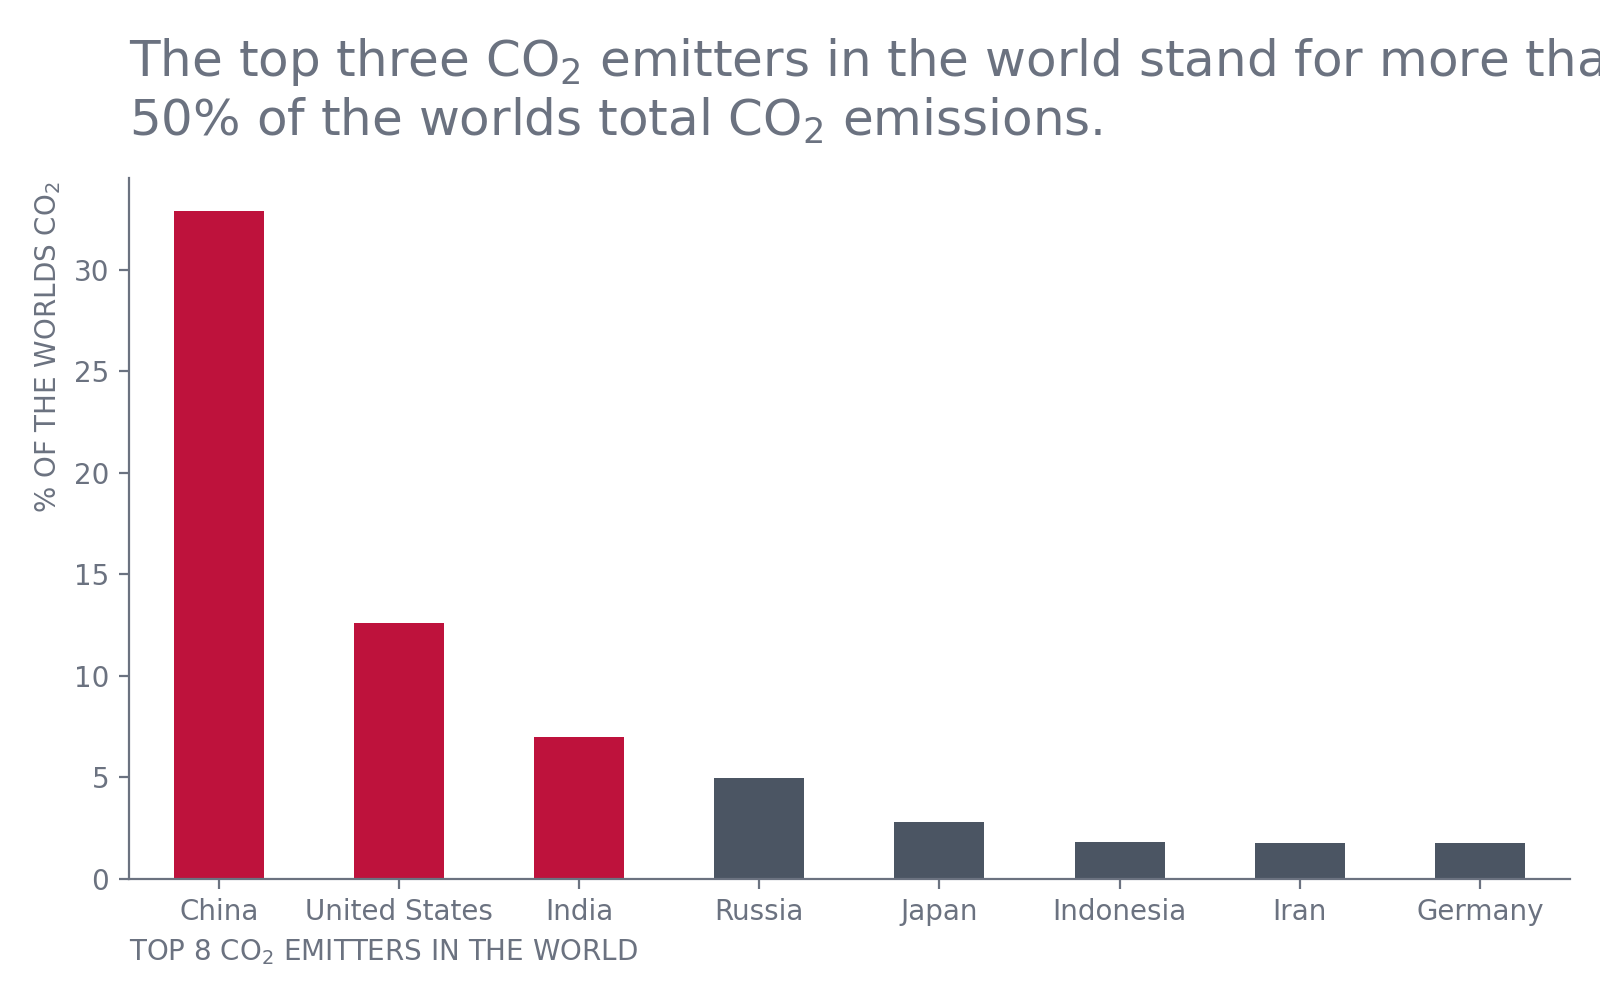 The top three CO₂ emitters in the world stand for more tha
50% of the worlds total CO₂ emissions.
% OF THE WORLDS CO₂
30
25
20
15
10
5
0
China United States India Russia Japan Indonesia Iran Germany
TOP 8 CO₂ EMITTERS IN THE WORLD